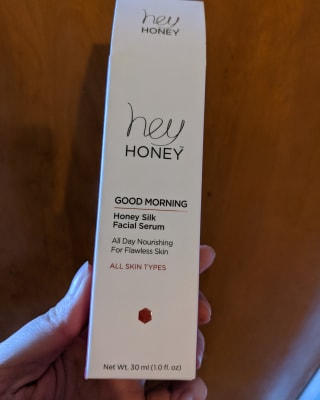 hey
HONEY
hey
HONEY
GOOD MORNING
Honey Silk
Facial Serum
All Day Nourishing
For Flawless Skin
ALL SKIN TYPES
Net Wt. 30 ml (1.0 fl. oz)